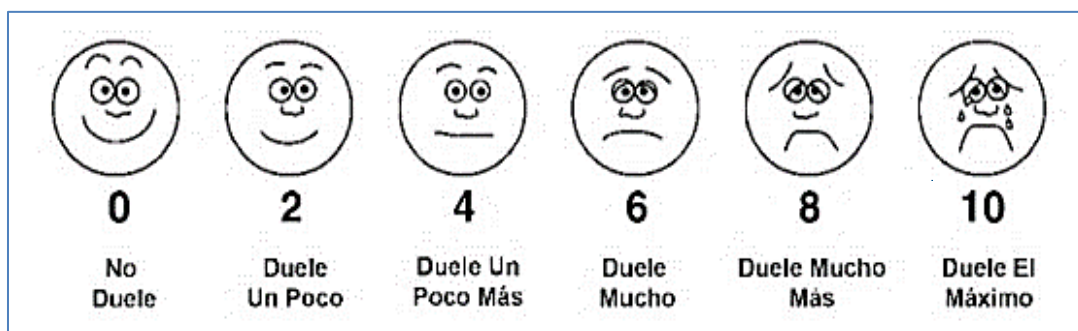 0 2 4 6 8 10
No Duele
Duele Un Poco
Duele Un Poco Más
Duele Mucho
Duele Mucho Más
Duele El Máximo